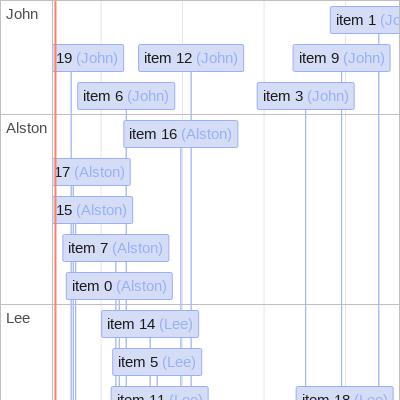 John
item 1 (Jo
19 (John)
item 12 (John)
item 9 (John)
item 6 (John)
item 3 (John)
Alston
item 16 (Alston)
17 (Alston)
15 (Alston)
item 7 (Alston)
item 0 (Alston)
Lee
item 14 (Lee)
item 5 (Lee)
item 11 (Lee)
item 18 (Lee)